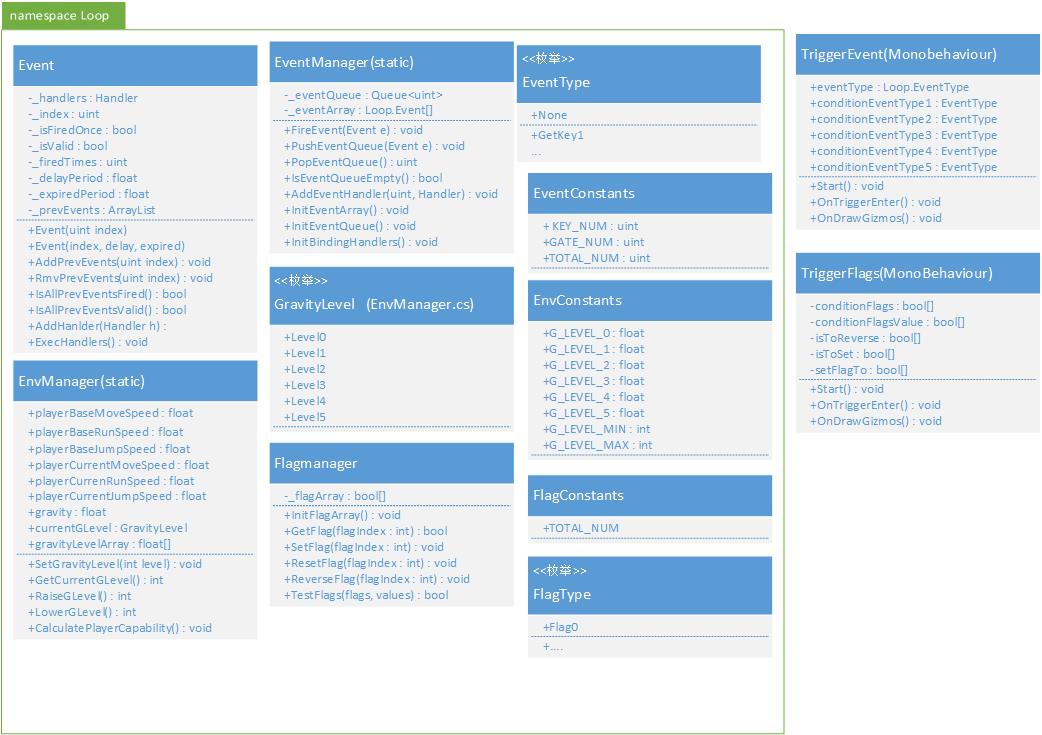 namespace Loop
Event
-_handlers : Handler
-_index : uint
-_isFiredOnce : bool
-_isValid : bool
-_firedTimes : uint
-_delayPeriod : float
-_expiredPeriod : float
-_prevEvents : ArrayList
+Event(uint index)
+Event(index, delay, expired)
+AddPrevEvents(uint index) : void
+RmvPrevEvents(uint index) : void
+IsAllPrevEventsFired() : bool
+IsAllPrevEventsValid() : bool
+AddHanlder(Handler h) :
+ExecHandlers() : void
EnvManager(static)
+playerBaseMoveSpeed : float
+playerBaseRunSpeed : float
+playerBaseJumpSpeed : float
+playerCurrentMoveSpeed : float
+playerCurrenRunSpeed : float
+playerCurrentJumpSpeed : float
+gravity : float
+currentGLevel : GravityLevel
+gravityLevelArray : float[]
+SetGravityLevel(int level) : void
+GetCurrentGLevel() : int
+RaiseGLevel() : int
+LowerGLevel() : int
+CalculatePlayerCapability() : void
EventManager(static)
-_eventQueue : Queue<uint>
-_eventArray : Loop.Event[]
+FireEvent(Event e) : void
+PushEventQueue(Event e) : void
+PopEventQueue() : uint
+IsEventQueueEmpty() : bool
+AddEventHandler(uint, Handler) : void
+InitEventArray() : void
+InitEventQueue() : void
+InitBindingHandlers() : void
<<枚举>>
GravityLevel (EnvManager.cs)
+Level0
+Level1
+Level2
+Level3
+Level4
+Level5
Flagmanager
-_flagArray : bool[]
+InitFlagArray() : void
+GetFlag(flagIndex : int) : bool
+SetFlag(flagIndex : int) : void
+ResetFlag(flagIndex : int) : void
+ReverseFlag(flagIndex : int) : void
+TestFlags(flags, values) : bool
<<枚举>>
EventType
+None
+GetKey1
...
EventConstants
+ KEY_NUM : uint
+GATE_NUM : uint
+TOTAL_NUM : uint
EnvConstants
+G_LEVEL_0 : float
+G_LEVEL_1 : float
+G_LEVEL_2 : float
+G_LEVEL_3 : float
+G_LEVEL_4 : float
+G_LEVEL_5 : float
+G_LEVEL_MIN : int
+G_LEVEL_MAX : int
FlagConstants
+TOTAL_NUM
<<枚举>>
FlagType
+Flag0
+....
TriggerEvent(Monobehaviour)
+eventType : Loop.EventType
+conditionEventType1 : EventType
+conditionEventType2 : EventType
+conditionEventType3 : EventType
+conditionEventType4 : EventType
+conditionEventType5 : EventType
+Start() : void
+OnTriggerEnter() : void
+OnDrawGizmos() : void
TriggerFlags(MonoBehaviour)
-conditionFlags : bool[]
-conditionFlagsValue : bool[]
-isToReverse : bool[]
-isToSet : bool[]
-setFlagTo : bool[]
+Start() : void
+OnTriggerEnter() : void
+OnDrawGizmos() : void